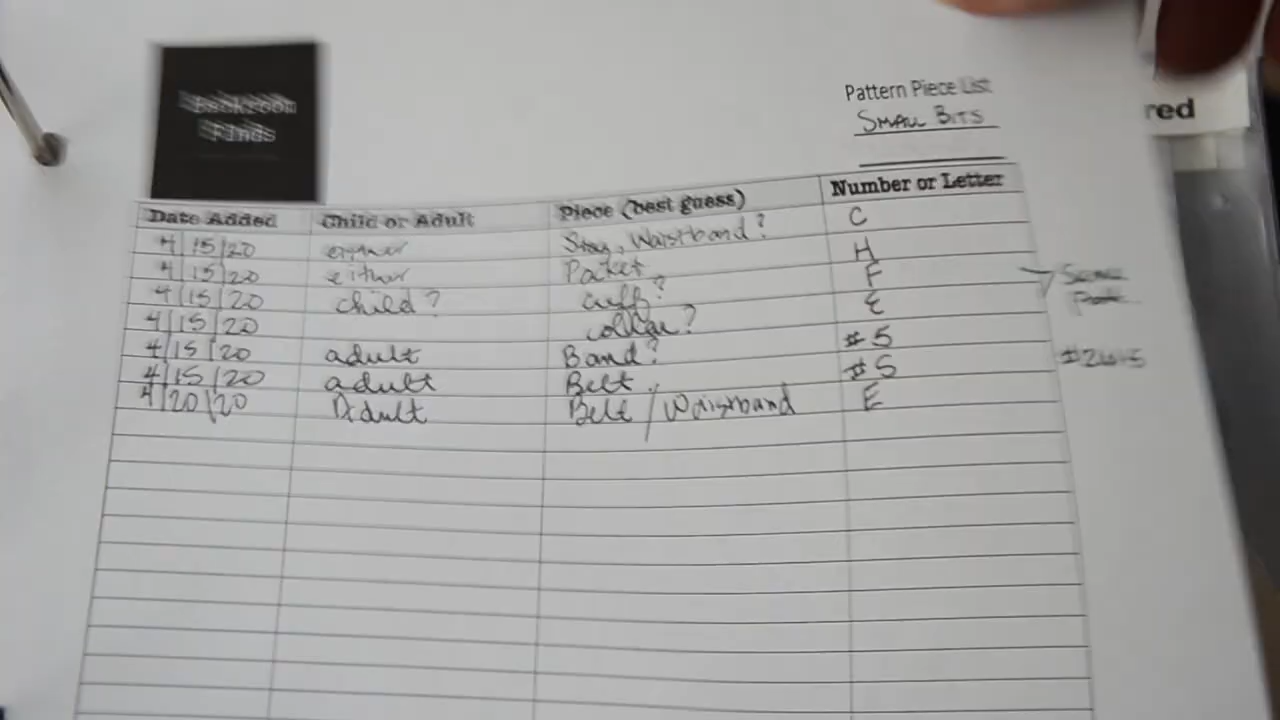 Backroom
Finds
Pattern Piece List
Small Bits
red
Date Added Child or Adult Piece (best guess) Number or Letter
4/15/20 either Stay, Waistband? C
4/15/20 either Pocket H
4/15/20 child? cuff? F
4/15/20 collar? E
4/15/20 adult Band? #5
4/15/20 adult Belt #5
4/20/20 Adult Belt / Waistband E
Same